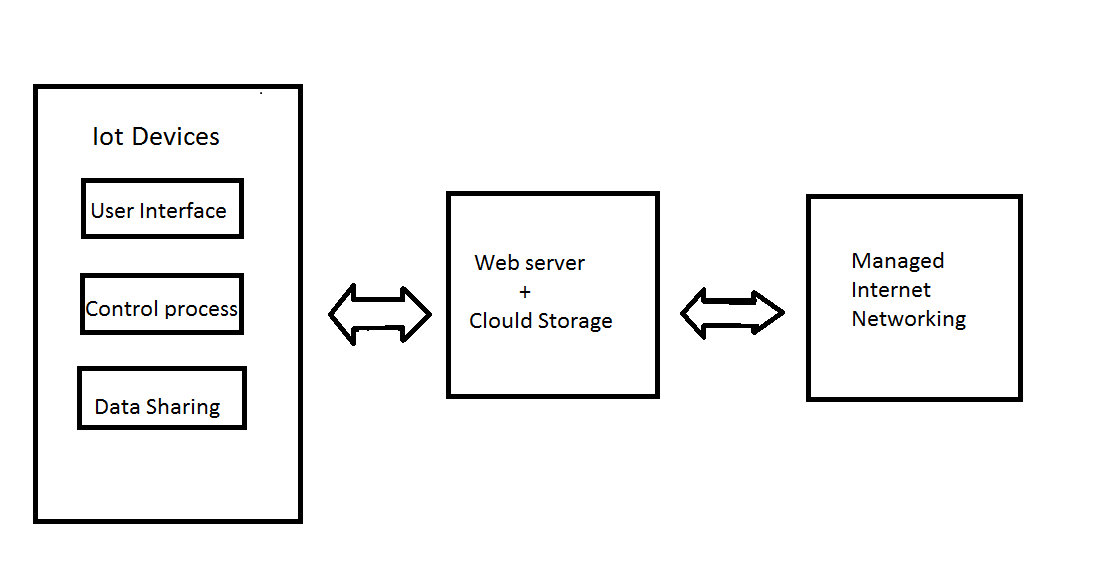 Iot Devices
User Interface
Control process
Data Sharing
Web server
+
Clould Storage
Managed
Internet
Networking